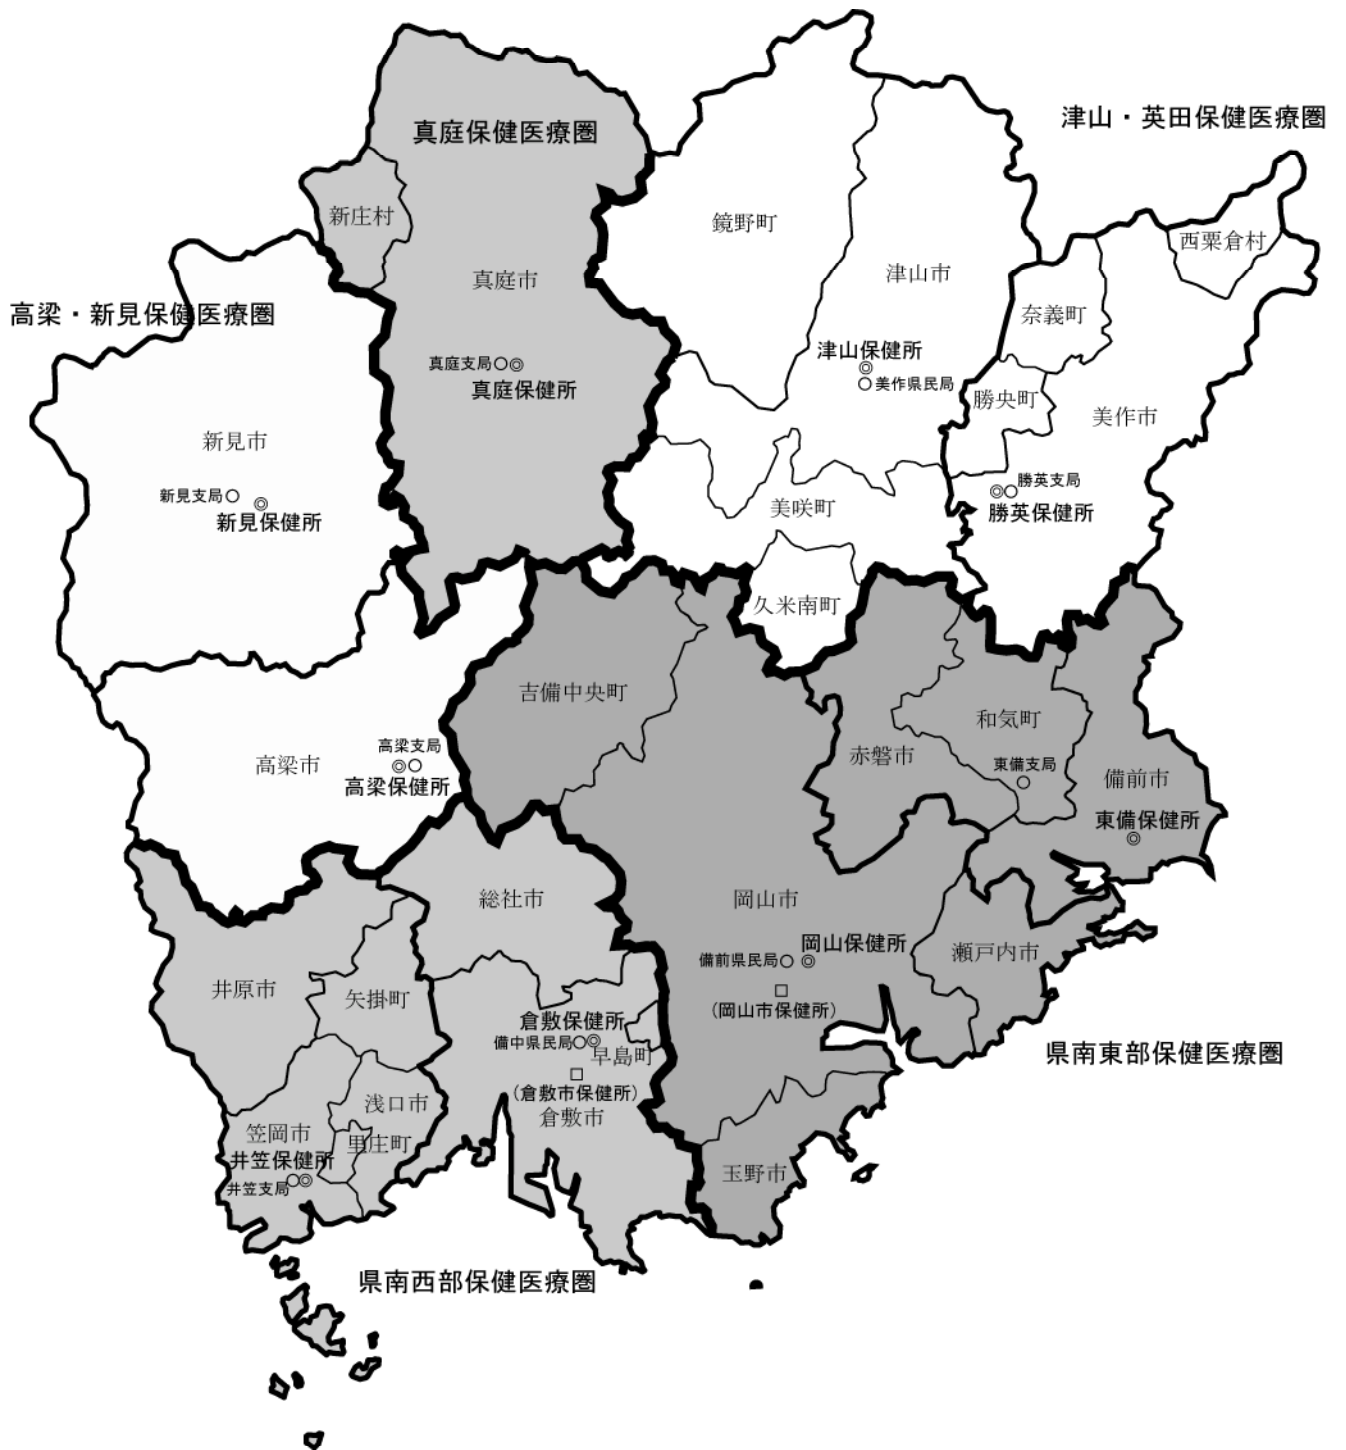 津山・英田保健医療圏
真庭保健医療圏
新庄村
鏡野町
西粟倉村
真庭市
津山市
高梁・新見保健医療圏
奈義町
津山保健所
真庭支局
美作県民局
真庭保健所
勝央町
美作市
新見市
勝英支局
新見支局
美咲町
勝英保健所
新見保健所
久米南町
吉備中央町
和気町
高梁支局
赤磐市
高梁市
東備支局
備前市
高梁保健所
東備保健所
総社市
岡山市
岡山保健所
瀬戸内市
備前県民局
井原市
矢掛町
(岡山市保健所)
倉敷保健所
備中県民局
早島町
県南東部保健医療圏
(倉敷市保健所)
浅口市
倉敷市
笠岡市
里庄町
井笠保健所
玉野市
井笠支局
県南西部保健医療圏